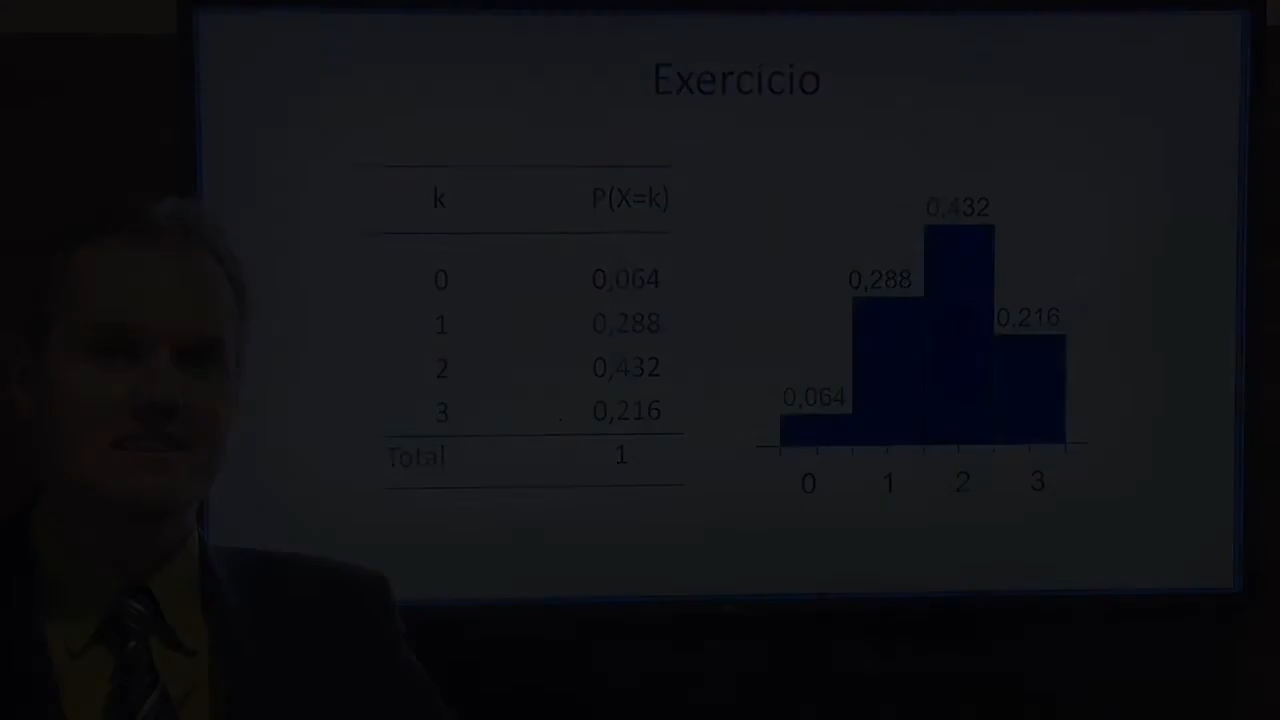 Exercício
k P(X=k)
0 0,064
1 0,288
2 0,432
3 0,216
Total 1
0,432
0,288
0,216
0,064
0 1 2 3